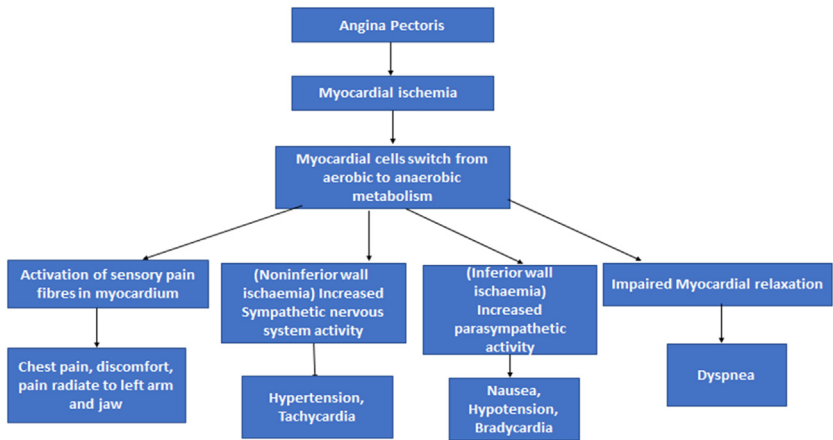 Angina Pectoris
Myocardial ischemia
Myocardial cells switch from
aerobic to anaerobic
metabolism
Activation of sensory pain
fibres in myocardium
(Noninferior wall
ischaemia) Increased
Sympathetic nervous
system activity
(Inferior wall
ischaemia)
Increased
parasympathetic
activity
Impaired Myocardial relaxation
Chest pain, discomfort,
pain radiate to left arm
and jaw
Hypertension,
Tachycardia
Nausea,
Hypotension,
Bradycardia
Dyspnea